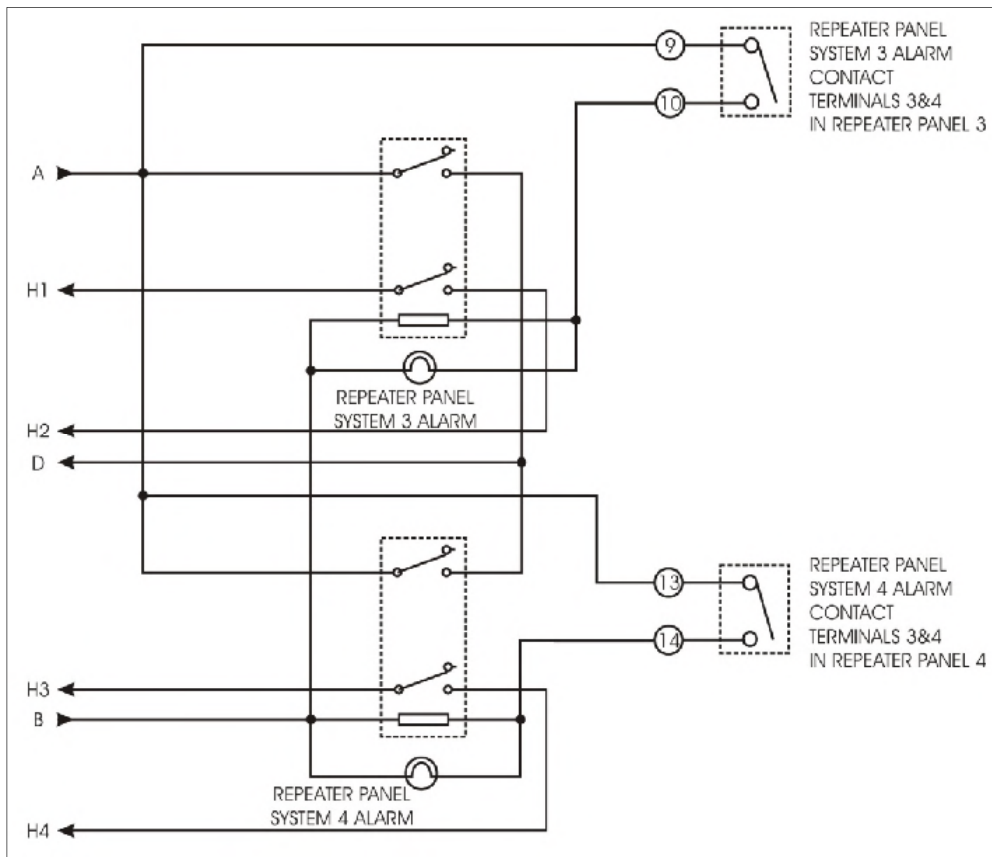 REPEATER PANEL
SYSTEM 3 ALARM
CONTACT
TERMINALS 3&4
IN REPEATER PANEL 3
9
10
A
H1
REPEATER PANEL
SYSTEM 3 ALARM
H2
D
REPEATER PANEL
SYSTEM 4 ALARM
CONTACT
TERMINALS 3&4
IN REPEATER PANEL 4
13
14
H3
B
REPEATER PANEL
SYSTEM 4 ALARM
H4